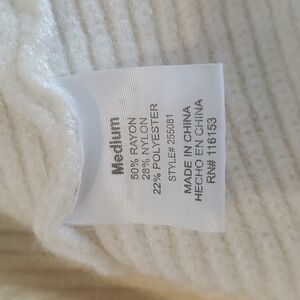 Medium
50% RAYON
28% NYLON
22% POLYESTER
STYLE# 255081
MADE IN CHINA
HECHO EN CHINA
RN# 116153